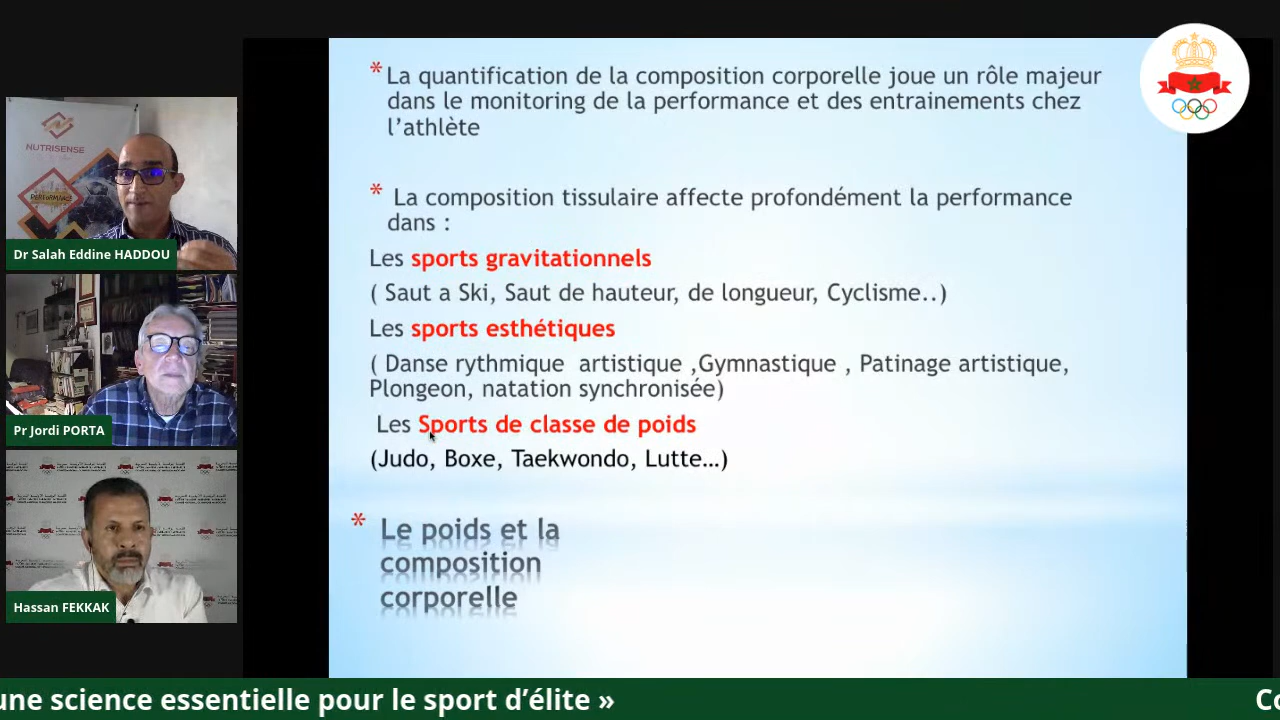 * La quantification de la composition corporelle joue un rôle majeur
dans le monitoring de la performance et des entrainements chez
l'athlète
* La composition tissulaire affecte profondément la performance
dans :
Les sports gravitationnels
( Saut a Ski, Saut de hauteur, de longueur, Cyclisme..)
Les sports esthétiques
( Danse rythmique artistique ,Gymnastique , Patinage artistique,
Plongeon, natation synchronisée)
Les Sports de classe de poids
(Judo, Boxe, Taekwondo, Lutte…)
* Le poids et la
composition
corporelle
NUTRISENSE
PERFORMANCE
Dr Salah Eddine HADDOU
Pr Jordi PORTA
Hassan FEKKAK
une science essentielle pour le sport d'élite »
Co